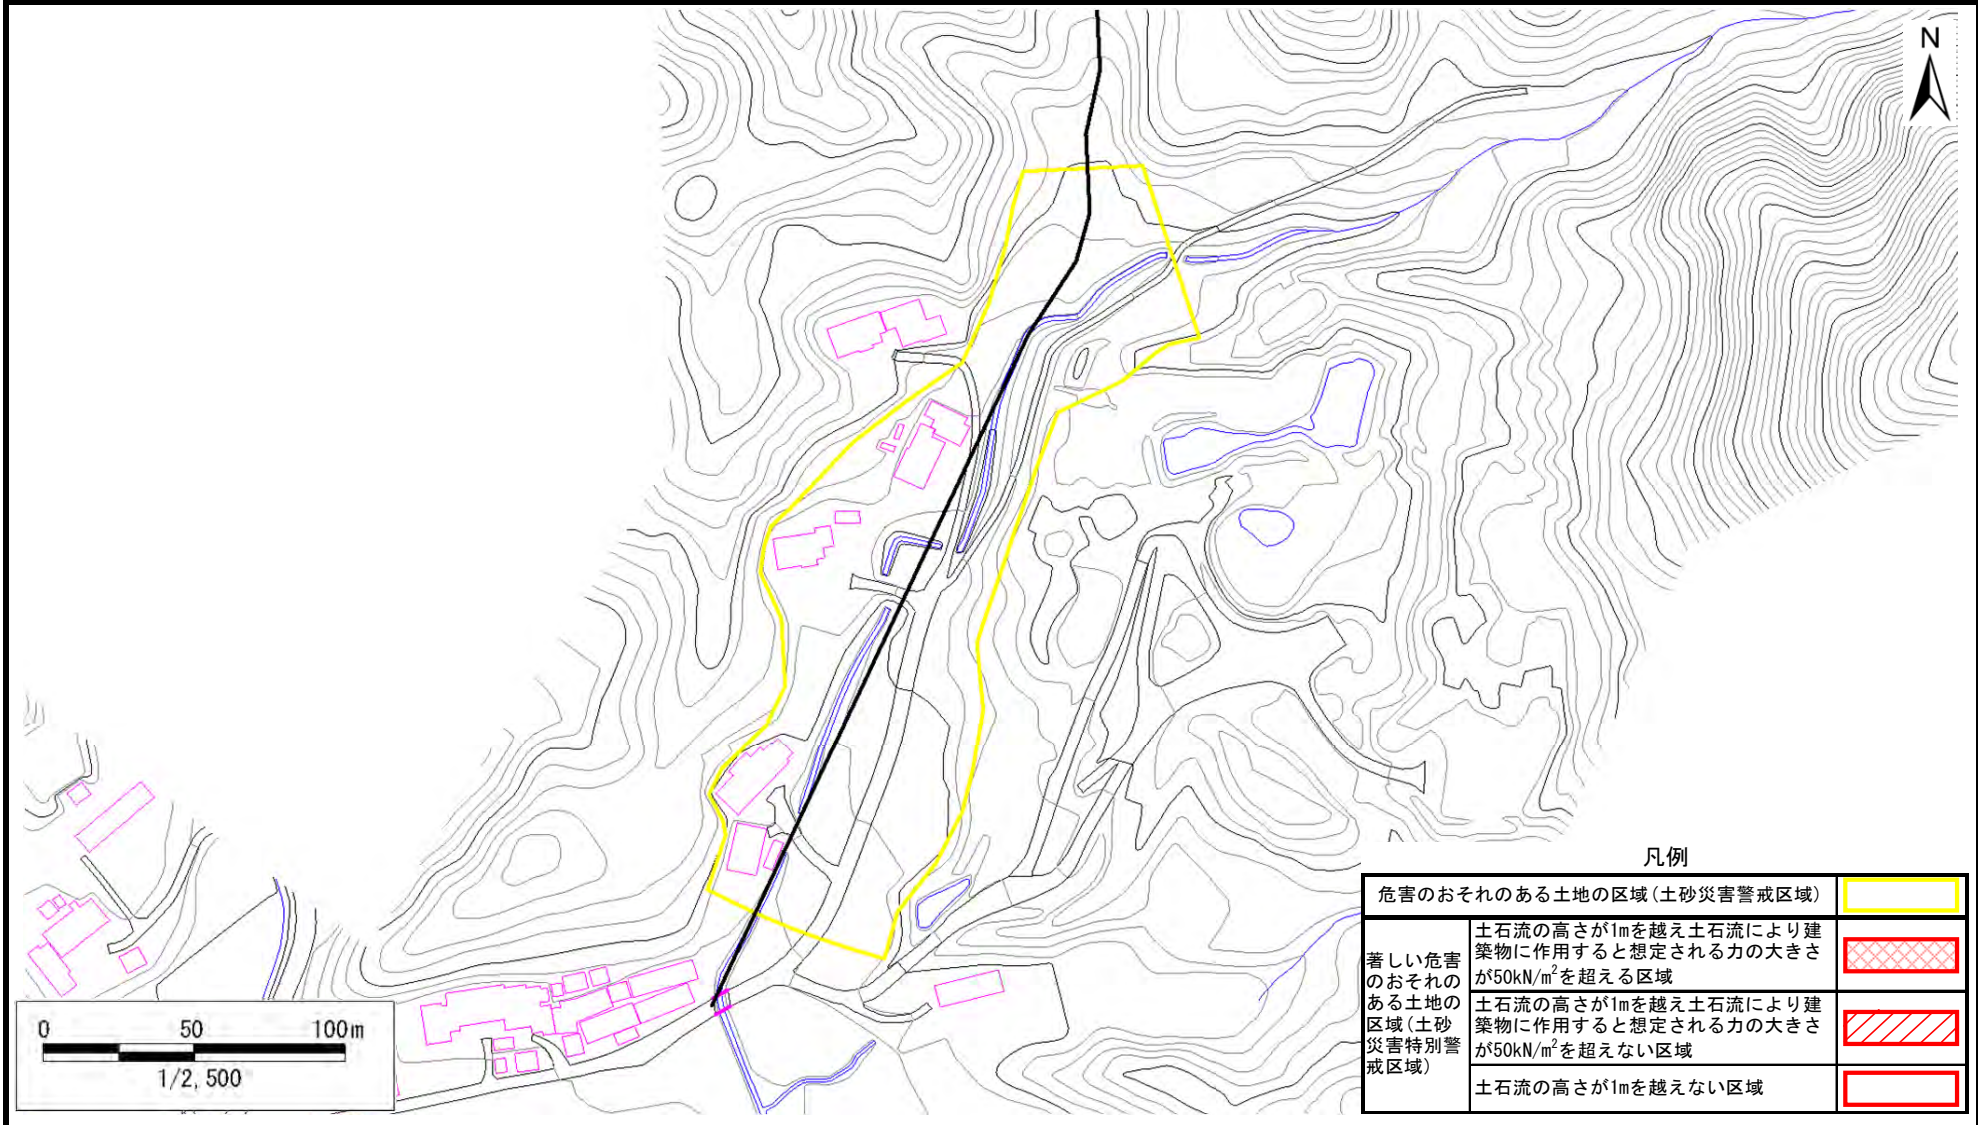 N
凡例
危害のおそれのある土地の区域(土砂災害警戒区域)
著しい危害
のおそれの
ある土地の
区域(土砂
災害特別警
戒区域)
土石流の高さが1mを越え土石流により建
築物に作用すると想定される力の大きさ
が50kN/m²を超える区域
土石流の高さが1mを越え土石流により建
築物に作用すると想定される力の大きさ
が50kN/m²を超えない区域
土石流の高さが1mを越えない区域
0 50 100m
1/2,500